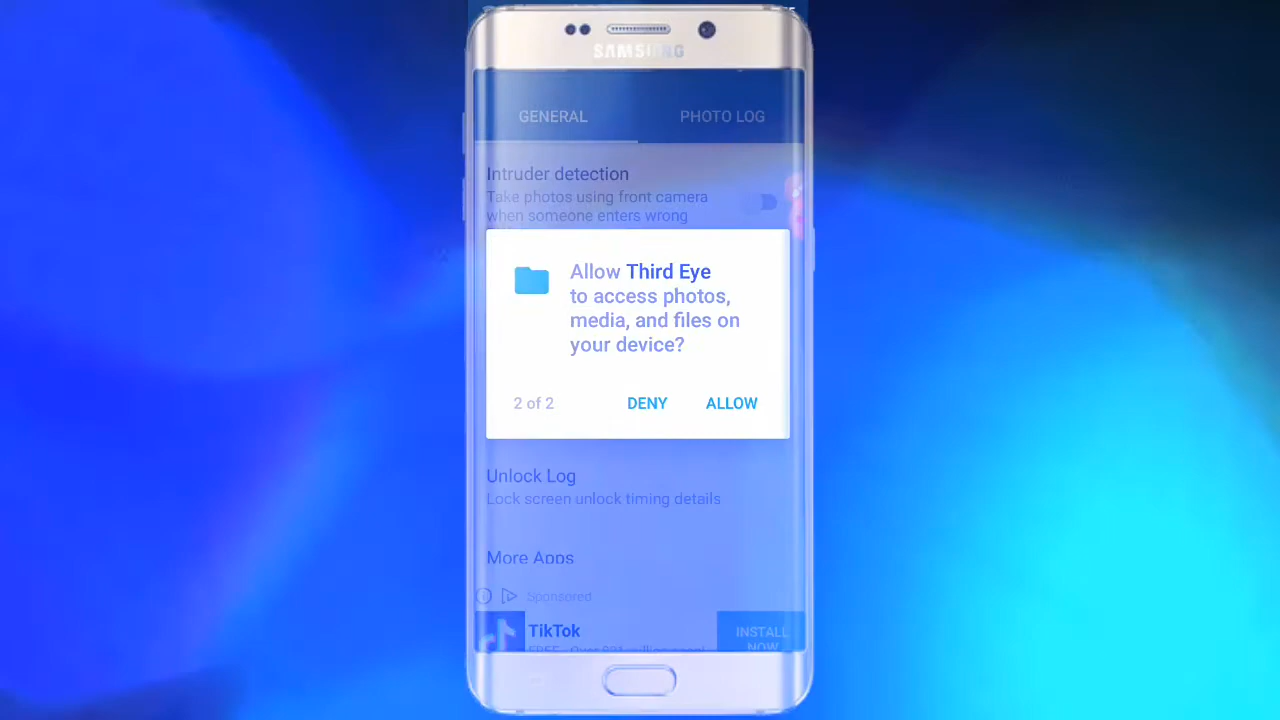 SAMSUNG
GENERAL PHOTO LOG
Intruder detection
Take photos using front camera
when someone enters wrong
Allow Third Eye
to access photos,
media, and files on
your device?
2 of 2 DENY ALLOW
Unlock Log
Lock screen unlock timing details
More Apps
Sponsored
TikTok
INSTALL
NOW
FREE